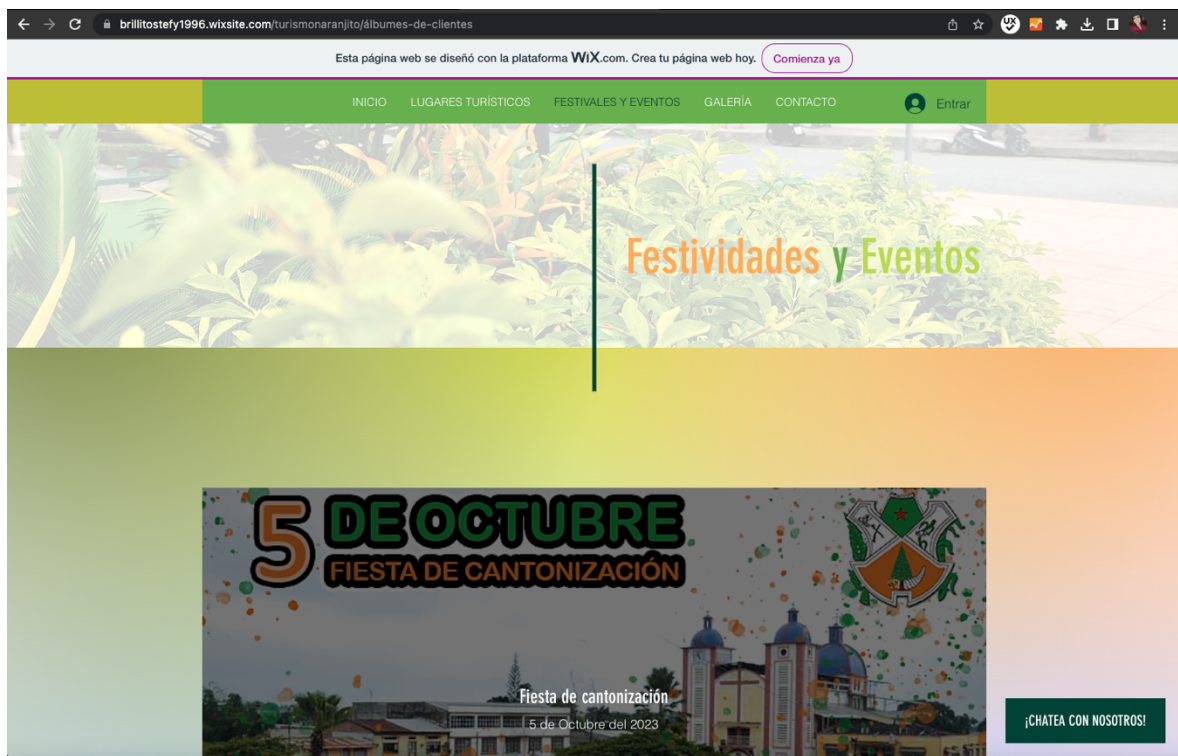 brillitostefy1996.wixsite.com/turismonaranjito/álbumes-de-clientes
UX
Esta página web se diseñó con la plataforma WiX.com. Crea tu página web hoy. Comienza ya
INICIO LUGARES TURÍSTICOS FESTIVALES Y EVENTOS GALERÍA CONTACTO Entrar
Festividades y Eventos
5 DE OCTUBRE
FIESTA DE CANTONIZACIÓN
Fiesta de cantonización
5 de Octubre del 2023
¡CHATEA CON NOSOTROS!